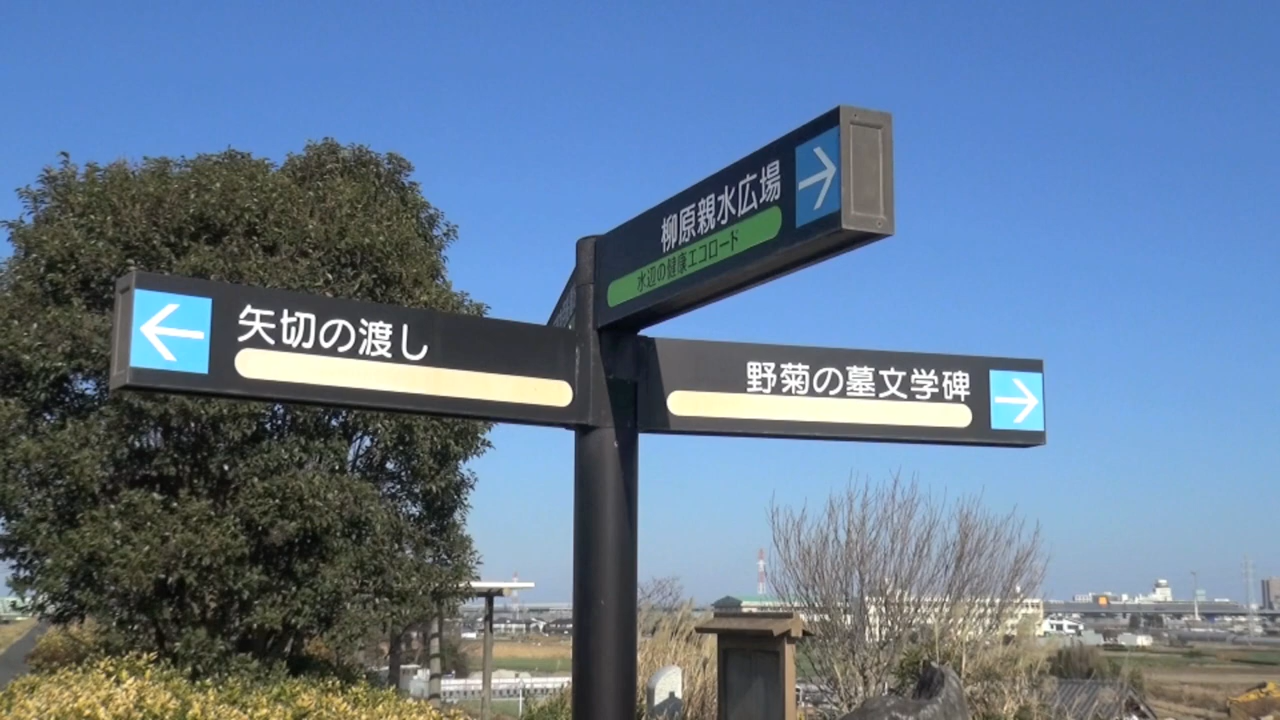 柳原親水広場
水辺の健康エコロード
矢切の渡し
野菊の墓文学碑